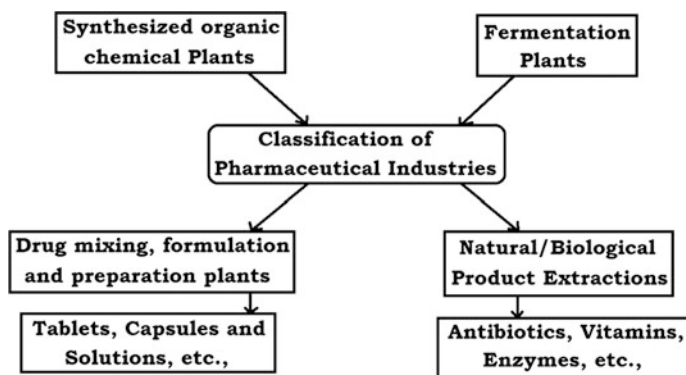 Synthesized organic
chemical Plants
Fermentation
Plants
Classification of
Pharmaceutical Industries
Drug mixing, formulation
and preparation plants
Natural/Biological
Product Extractions
Tablets, Capsules and
Solutions, etc.,
Antibiotics, Vitamins,
Enzymes, etc.,